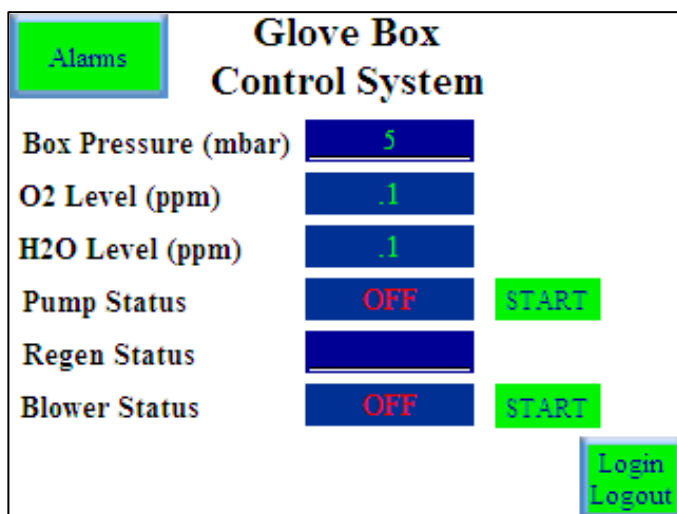 Alarms
Glove Box
Control System
Box Pressure (mbar) 5
O2 Level (ppm) .1
H2O Level (ppm) .1
Pump Status OFF START
Regen Status
Blower Status OFF START
Login
Logout